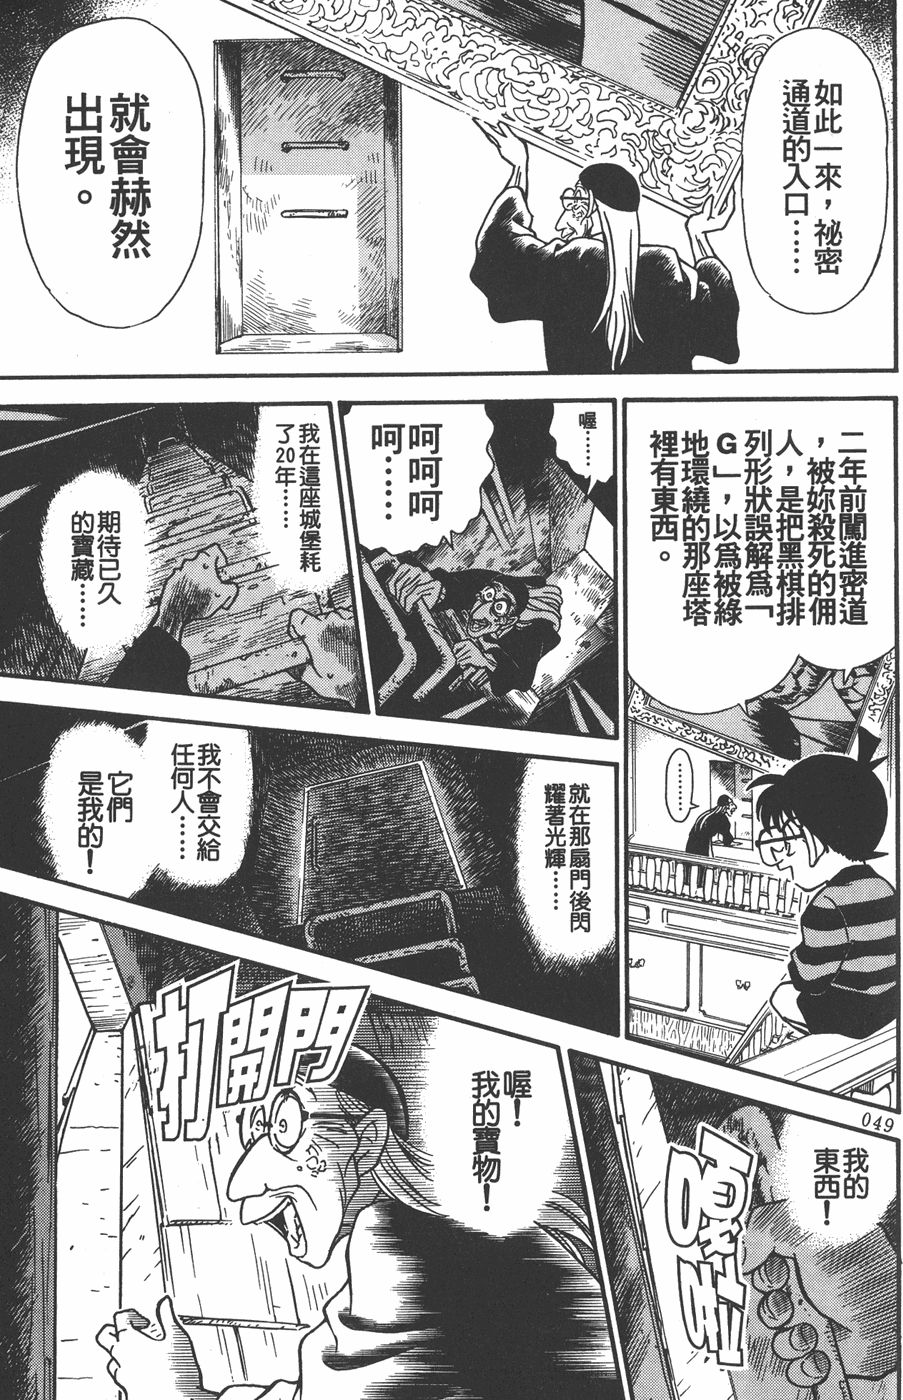 如此一來，祕密
通道的入口……
就會赫然
出現。
二年前闖進密道
，被妳殺死的佣
人，是把黑棋排
列形狀誤解為「
G」，以為被綠
地環繞的那座塔
裡有東西。
………
喔……
呵呵呵
呵…
我在這座城堡耗
了20年……
期待已久
的寶藏……
就在那扇門後閃
耀著光輝……
我不會交給
任何人……
它們
是我的！
我的
東西！
喔！
我的寶物！
打開門
049